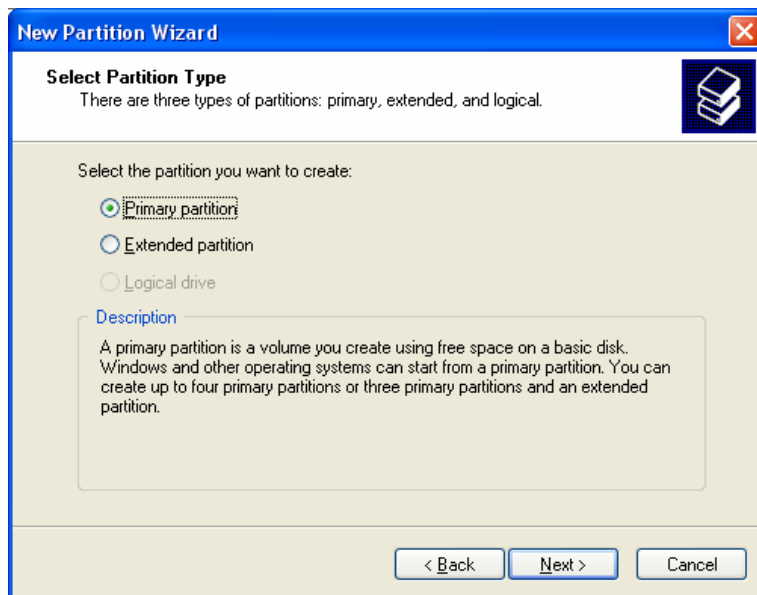 New Partition Wizard
Select Partition Type
There are three types of partitions: primary, extended, and logical.
Select the partition you want to create:
Primary partition
Extended partition
Logical drive
Description
A primary partition is a volume you create using free space on a basic disk.
Windows and other operating systems can start from a primary partition. You can
create up to four primary partitions or three primary partitions and an extended
partition.
< Back Next > Cancel